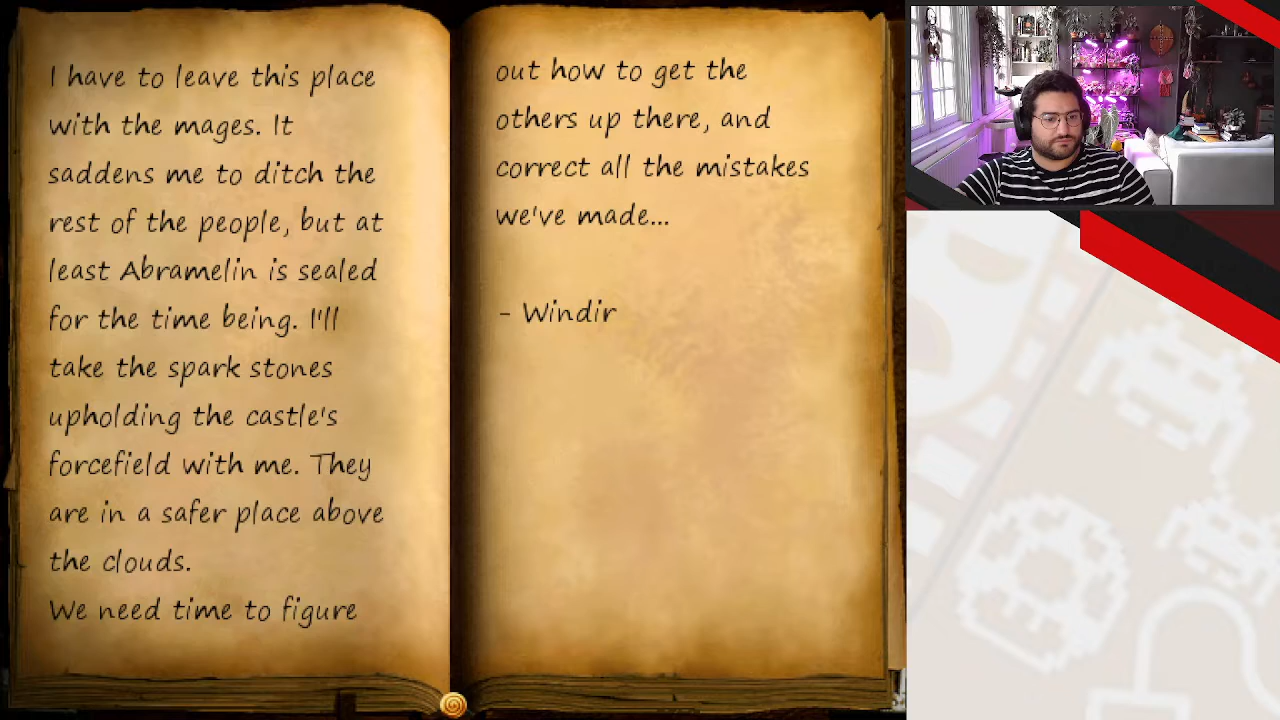 I have to leave this place
with the mages. It
saddens me to ditch the
rest of the people, but at
least Abramelin is sealed
for the time being. I'll
take the spark stones
upholding the castle's
forcefield with me. They
are in a safer place above
the clouds.
We need time to figure
out how to get the
others up there, and
correct all the mistakes
we've made...
- Windir